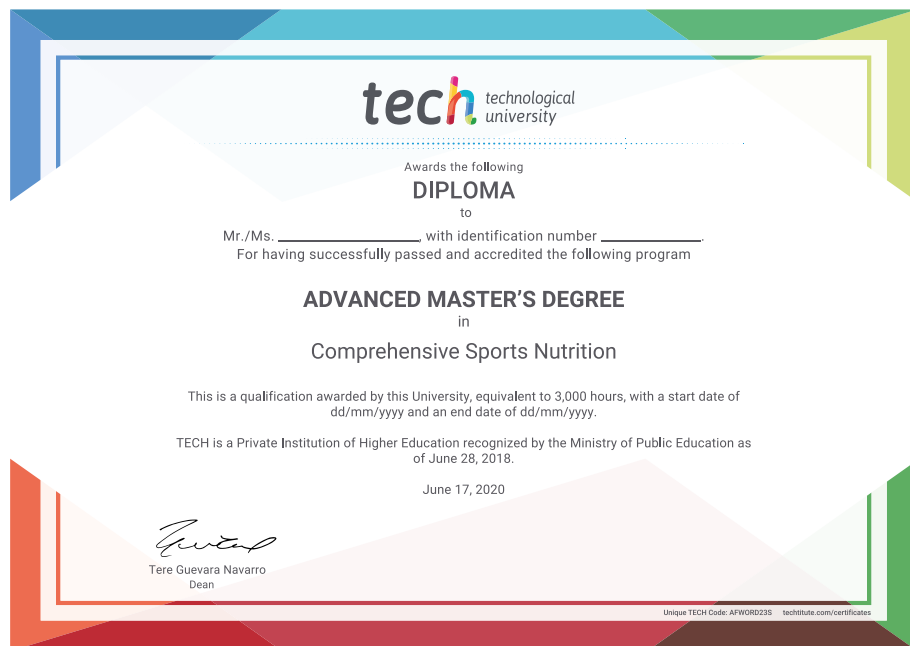 tech technological
university
Awards the following
DIPLOMA
to
Mr./Ms. ____________________, with identification number ______________.
For having successfully passed and accredited the following program
ADVANCED MASTER'S DEGREE
in
Comprehensive Sports Nutrition
This is a qualification awarded by this University, equivalent to 3,000 hours, with a start date of
dd/mm/yyyy and an end date of dd/mm/yyyy.
TECH is a Private Institution of Higher Education recognized by the Ministry of Public Education as
of June 28, 2018.
June 17, 2020
Tere Guevara Navarro
Dean
Unique TECH Code: AFWORD23S techtitute.com/certificates